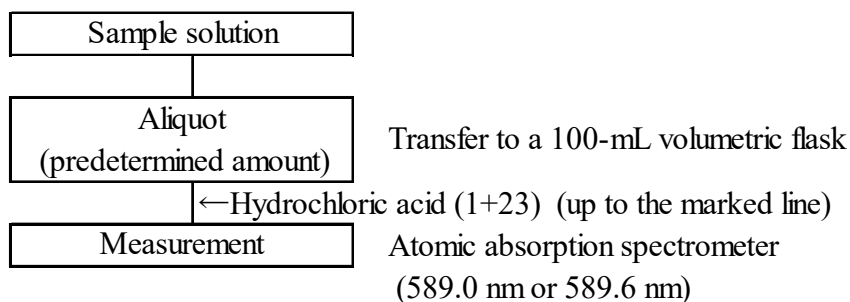 Sample solution
Aliquot
(predetermined amount)
Transfer to a 100-mL volumetric flask
←Hydrochloric acid (1+23) (up to the marked line)
Measurement
Atomic absorption spectrometer
(589.0 nm or 589.6 nm)